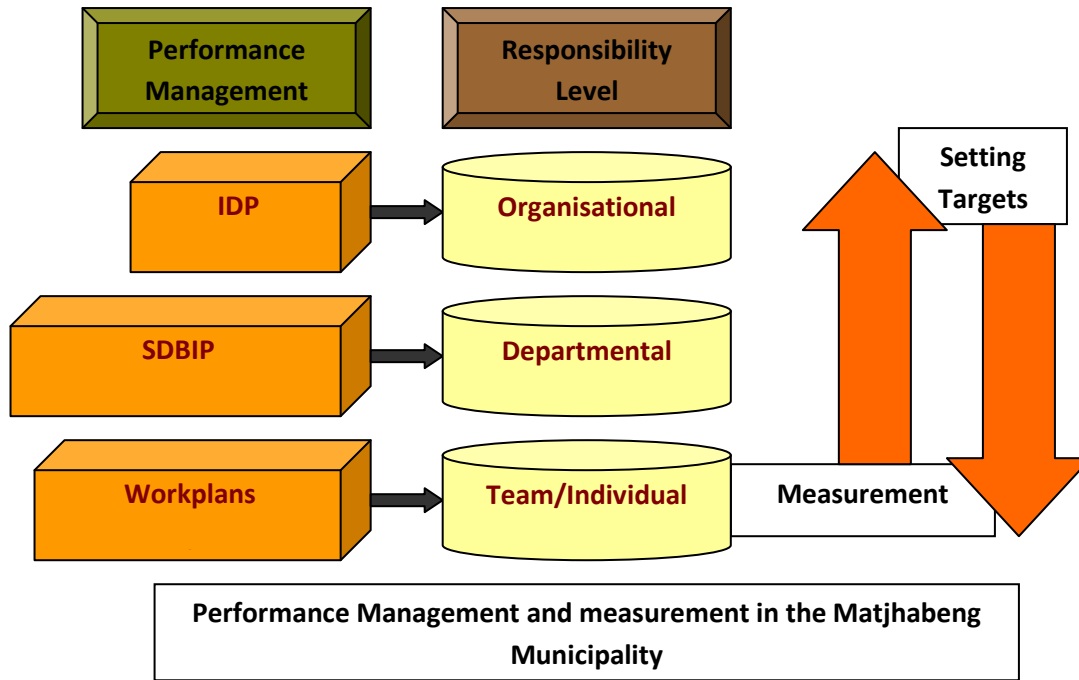 Performance
Management
Responsibility
Level
IDP
Organisational
Setting
Targets
SDBIP
Departmental
Workplans
Team/Individual
Measurement
Performance Management and measurement in the Matjhabeng
Municipality